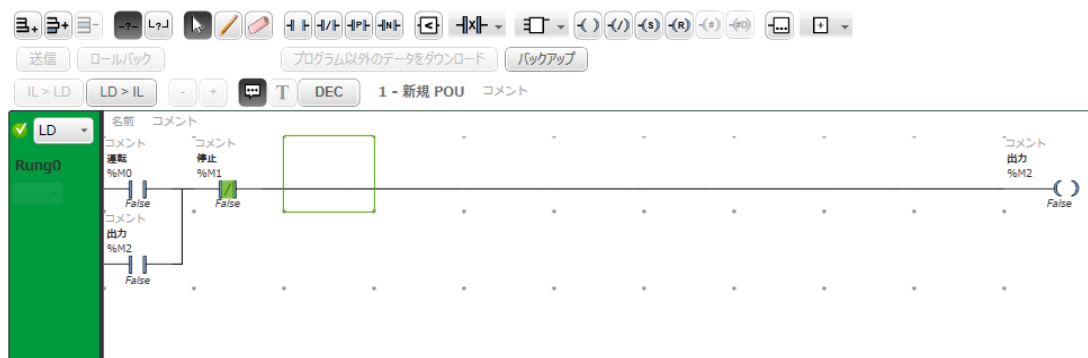 -?- L?J P N < X ( ) (/) (S) (R) (#) (#D) ... +
送信 ロールバック プログラム以外のデータをダウンロード バックアップ
IL > LD LD > IL - + T DEC 1 - 新規 POU コメント
LD 名前 コメント
Rung0
コメント コメント コメント
運転 停止 出力
%M0 %M1 %M2
False False False
コメント
出力
%M2
False